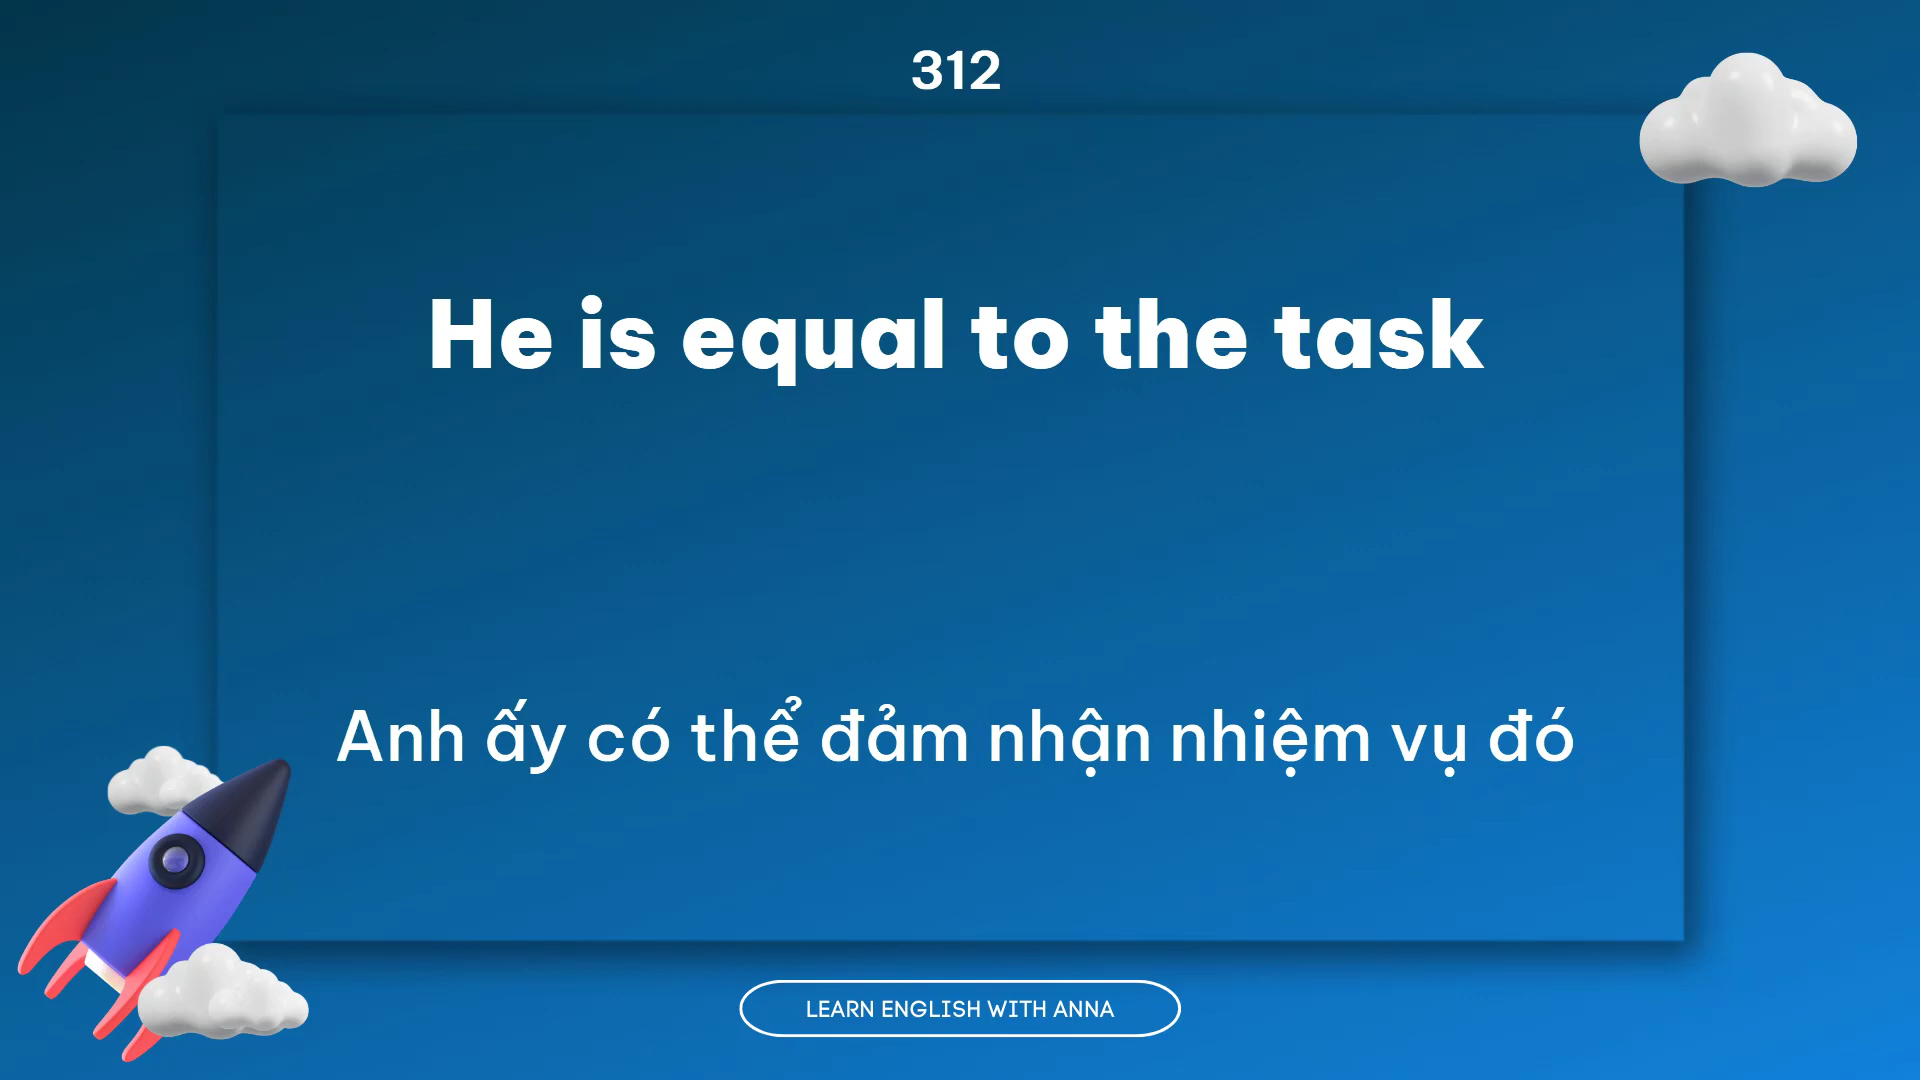 312
He is equal to the task
Anh ấy có thể đảm nhận nhiệm vụ đó
LEARN ENGLISH WITH ANNA